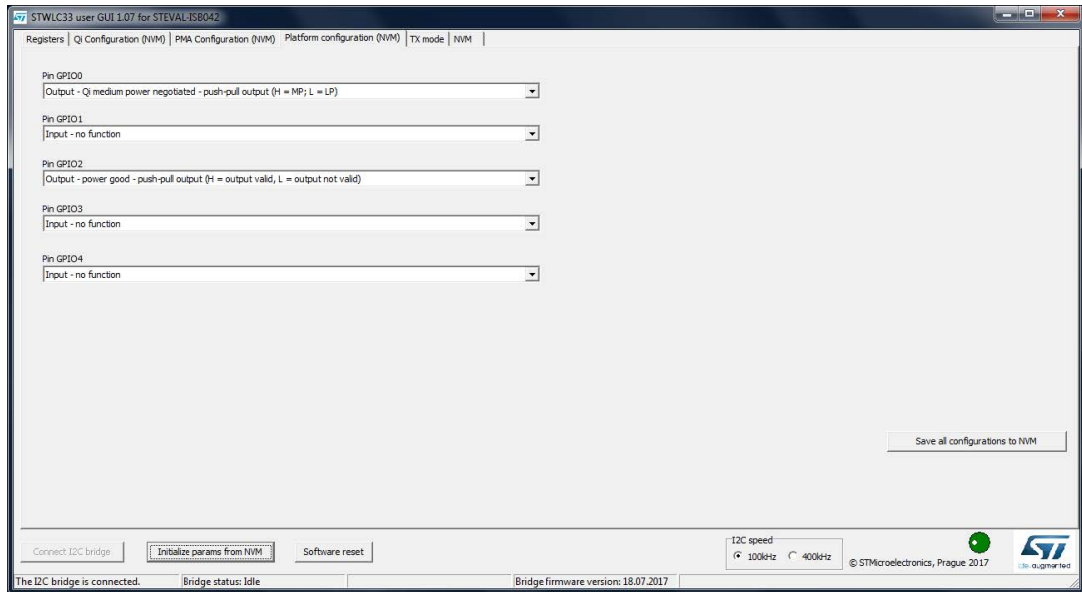 STWLC33 user GUI 1.07 for STEVAL-ISB042
Registers Qi Configuration (NVM) PMA Configuration (NVM) Platform configuration (NVM) TX mode NVM
Pin GPIO0
Output - Qi medium power negotiated - push-pull output (H = MP; L = LP)
Pin GPIO1
Input - no function
Pin GPIO2
Output - power good - push-pull output (H = output valid, L = output not valid)
Pin GPIO3
Input - no function
Pin GPIO4
Input - no function
Save all configurations to NVM
Connect I2C bridge Initialize params from NVM Software reset
I2C speed
100kHz 400kHz
© STMicroelectronics, Prague 2017
ST
life.augmented
The I2C bridge is connected. Bridge status: Idle Bridge firmware version: 18.07.2017